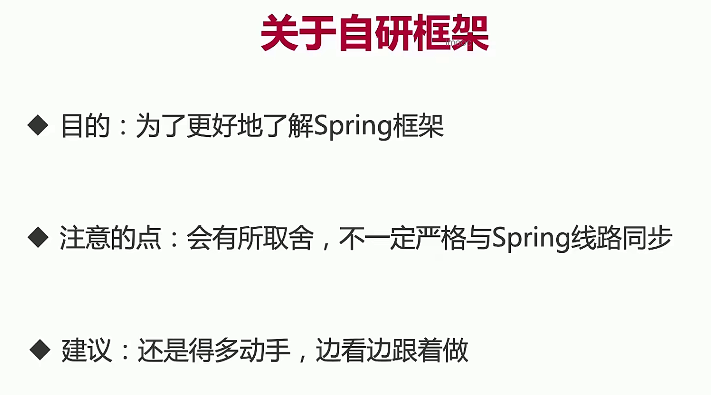 关于自研框架
◆ 目的：为了更好地了解Spring框架
◆ 注意的点：会有所取舍，不一定严格与Spring线路同步
◆ 建议：还是得多动手，边看边跟着做